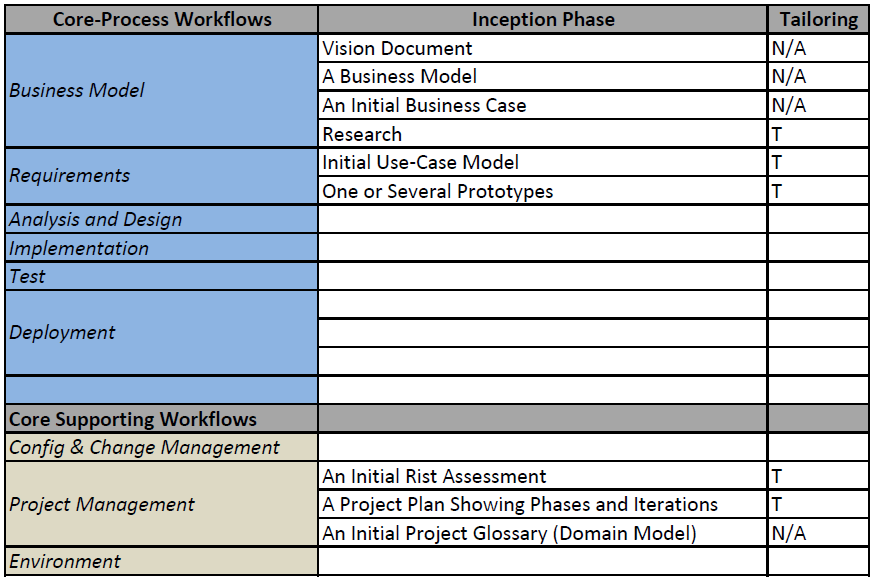 Core-Process Workflows Inception Phase Tailoring
Business Model
Vision Document N/A
A Business Model N/A
An Initial Business Case N/A
Research T
Requirements
Initial Use-Case Model T
One or Several Prototypes T
Analysis and Design
Implementation
Test
Deployment
Core Supporting Workflows
Config & Change Management
Project Management
An Initial Rist Assessment T
A Project Plan Showing Phases and Iterations T
An Initial Project Glossary (Domain Model) N/A
Environment